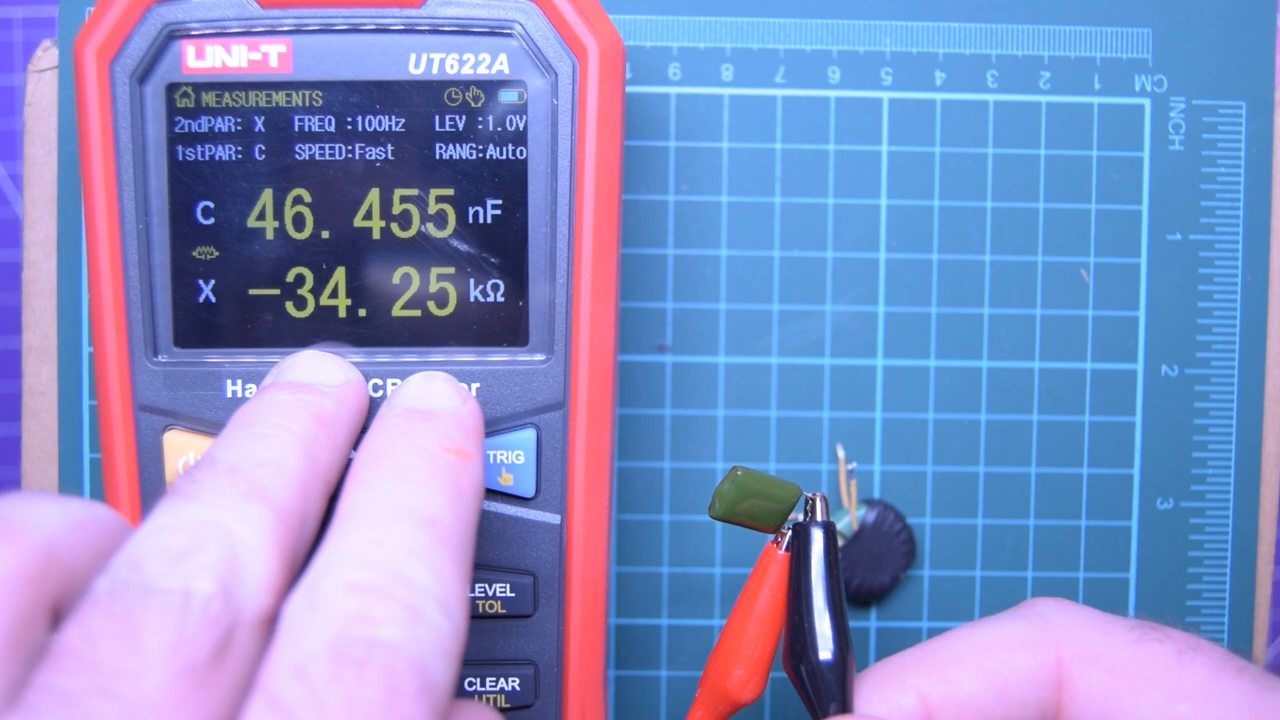 UNI-T
UT622A
MEASUREMENTS
2ndPAR: X FREQ :100Hz LEV :1.0V
1stPAR: C SPEED:Fast RANG:Auto
C 46.455 nF
X -34.25 kΩ
TRIG
LEVEL
TOL
CLEAR
UTIL
9 8 7 6 5 4 3 2 1 CM
INCH
1
2
3